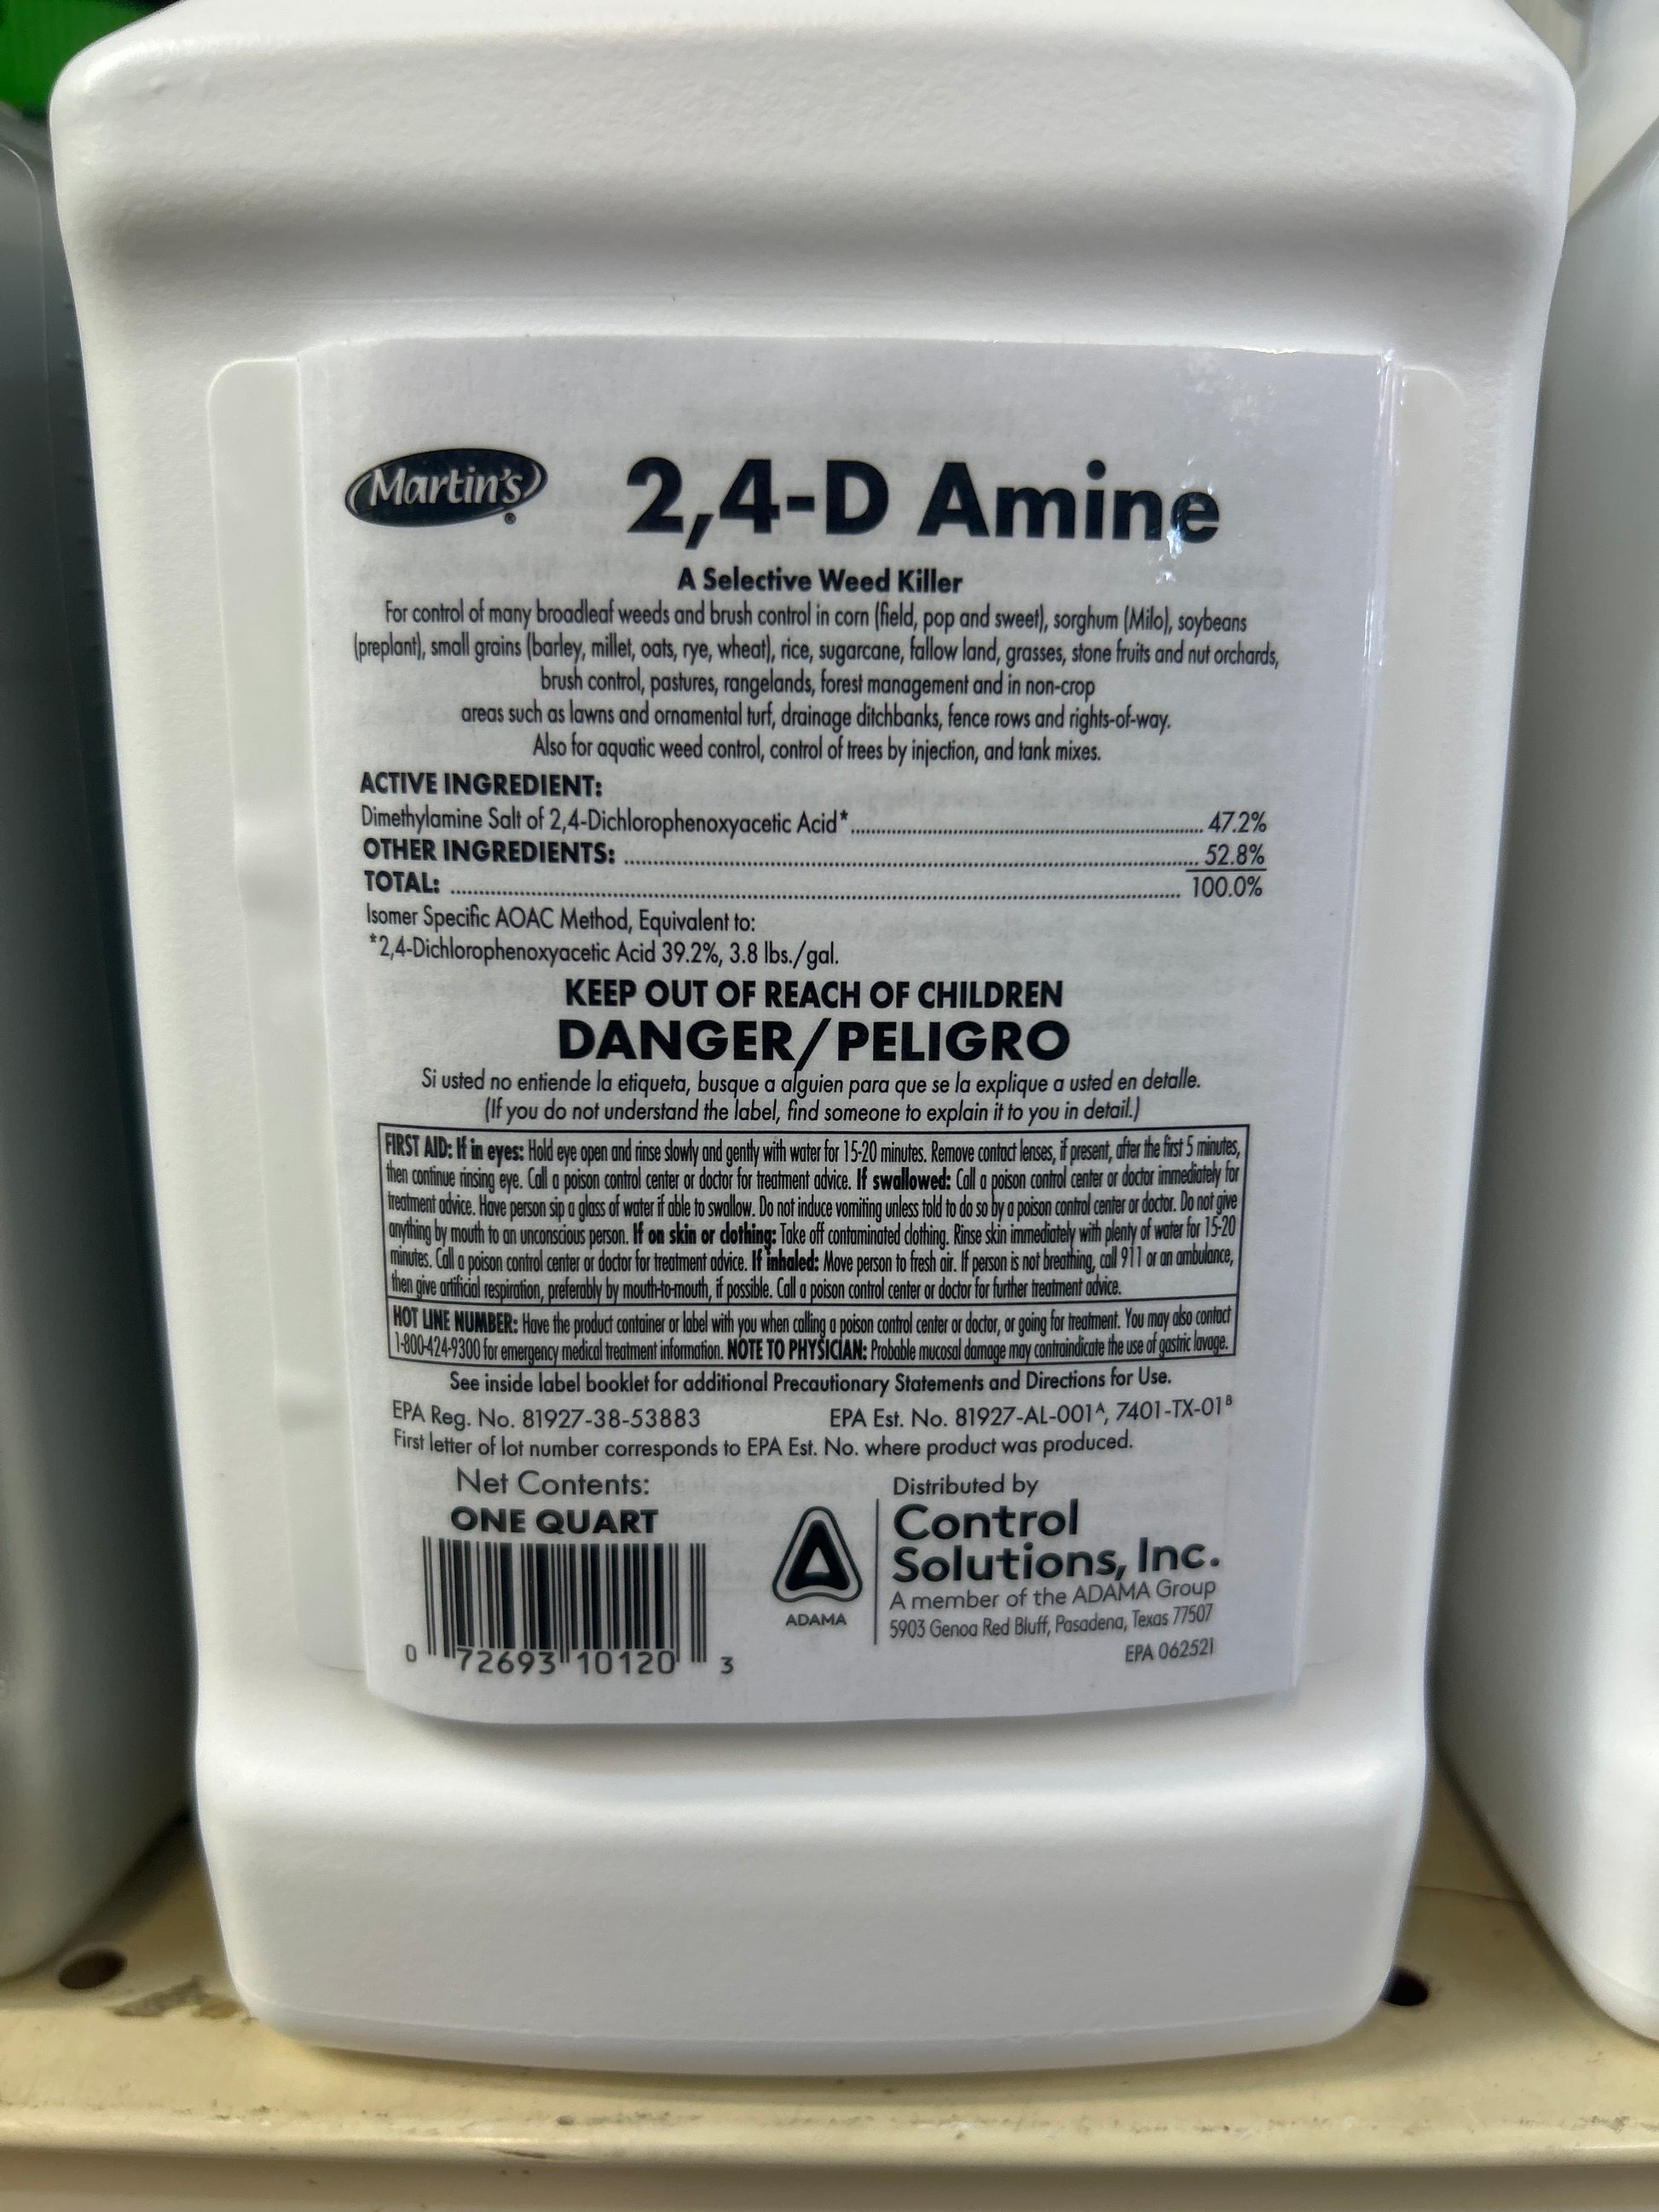 Martin's®
2,4-D Amine
A Selective Weed Killer
For control of many broadleaf weeds and brush control in corn (field, pop and sweet), sorghum (Milo), soybeans
(preplant), small grains (barley, millet, oats, rye, wheat), rice, sugarcane, fallow land, grasses, stone fruits and nut orchards,
brush control, pastures, rangelands, forest management and in non-crop
areas such as lawns and ornamental turf, drainage ditchbanks, fence rows and rights-of-way.
Also for aquatic weed control, control of trees by injection, and tank mixes.
ACTIVE INGREDIENT:
Dimethylamine Salt of 2,4-Dichlorophenoxyacetic Acid* 47.2%
OTHER INGREDIENTS: 52.8%
TOTAL: 100.0%
Isomer Specific AOAC Method, Equivalent to:
*2,4-Dichlorophenoxyacetic Acid 39.2%, 3.8 lbs./gal.
KEEP OUT OF REACH OF CHILDREN
DANGER/PELIGRO
Si usted no entiende la etiqueta, busque a alguien para que se la explique a usted en detalle.
(If you do not understand the label, find someone to explain it to you in detail.)
FIRST AID: If in eyes: Hold eye open and rinse slowly and gently with water for 15-20 minutes. Remove contact lenses, if present, after the first 5 minutes,
then continue rinsing eye. Call a poison control center or doctor for treatment advice. If swallowed: Call a poison control center or doctor immediately for
treatment advice. Have person sip a glass of water if able to swallow. Do not induce vomiting unless told to do so by a poison control center or doctor. Do not give
anything by mouth to an unconscious person. If on skin or clothing: Take off contaminated clothing. Rinse skin immediately with plenty of water for 15-20
minutes. Call a poison control center or doctor for treatment advice. If inhaled: Move person to fresh air. If person is not breathing, call 911 or an ambulance,
then give artificial respiration, preferably by mouth-to-mouth, if possible. Call a poison control center or doctor for further treatment advice.
HOT LINE NUMBER: Have the product container or label with you when calling a poison control center or doctor, or going for treatment. You may also contact
1-800-424-9300 for emergency medical treatment information. NOTE TO PHYSICIAN: Probable mucosal damage may contraindicate the use of gastric lavage.
See inside label booklet for additional Precautionary Statements and Directions for Use.
EPA Reg. No. 81927-38-53883 EPA Est. No. 81927-AL-001ᴬ, 7401-TX-01ᴮ
First letter of lot number corresponds to EPA Est. No. where product was produced.
Net Contents:
ONE QUART
0 72693 10120 3
ADAMA
Distributed by
Control
Solutions, Inc.
A member of the ADAMA Group
5903 Genoa Red Bluff, Pasadena, Texas 77507
EPA 062521